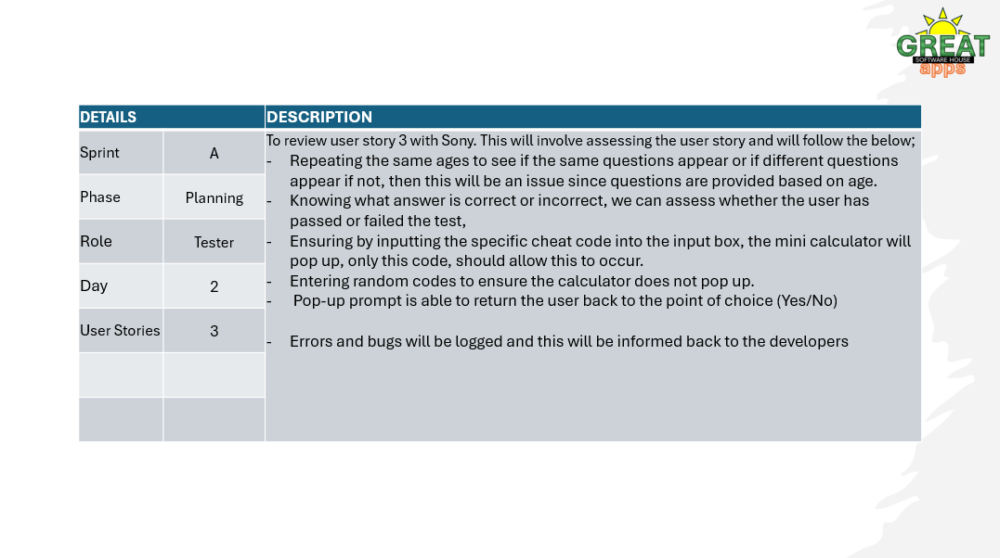 GREAT
SOFTWARE HOUSE
apps
DETAILS
DESCRIPTION
Sprint
A
Phase
Planning
Role
Tester
Day
2
User Stories
3
To review user story 3 with Sony. This will involve assessing the user story and will follow the below;
- Repeating the same ages to see if the same questions appear or if different questions
appear if not, then this will be an issue since questions are provided based on age.
- Knowing what answer is correct or incorrect, we can assess whether the user has
passed or failed the test,
- Ensuring by inputting the specific cheat code into the input box, the mini calculator will
pop up, only this code, should allow this to occur.
- Entering random codes to ensure the calculator does not pop up.
- Pop-up prompt is able to return the user back to the point of choice (Yes/No)
- Errors and bugs will be logged and this will be informed back to the developers